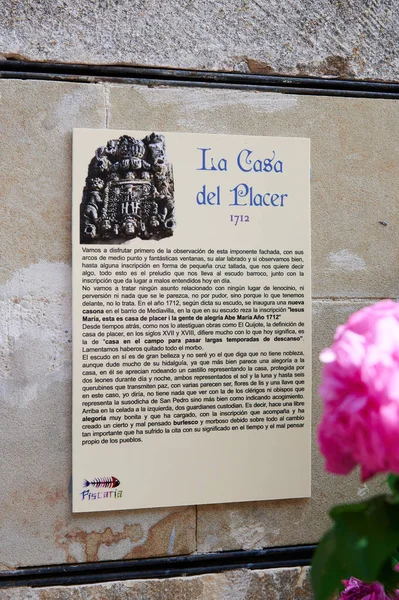 La Casa
del Placer
1712
Vamos a disfrutar primero de la observación de esta imponente fachada, con sus
arcos de medio punto y fantásticas ventanas, su alar labrado y si observamos bien,
hasta alguna inscripción en forma de pequeña cruz tallada, que nos quiere decir
algo, todo esto es el preludio que nos lleva al escudo barroco, junto con la
inscripción que da lugar a malos entendidos hoy en día.
No vamos a tratar ningún asunto relacionado con ningún lugar de lenocinio, ni
perversión ni nada que se le parezca, no por pudor, sino porque lo que tenemos
delante, no lo trata. En el año 1712, según dicta su escudo, se inaugura una nueva
casona en el barrio de Mediavilla, en la que en su escudo reza la inscripción "Iesus
María, esta es casa de placer i la gente de alegria Abe Maria Año 1712"
Desde tiempos atrás, como nos lo atestiguan obras como El Quijote, la definición de
casa de placer, en los siglos XVII y XVIII, difiere mucho con lo que hoy significa, es
la de "casa en el campo para pasar largas temporadas de descanso".
Lamentamos haberos quitado todo el morbo.
El escudo en sí es de gran belleza y no seré yo el que diga que no tiene nobleza,
aunque dude mucho de su hidalguía, ya que más bien parece una alegoría a la
casa, en él se aprecian rodeando un castillo representando la casa, protegida por
dos leones durante día y noche, ambos representados el sol y la luna y hasta seis
querubines que transmiten paz, con varias parecen ser, flores de lis y una llave que
en este caso, yo diría, no tiene nada que ver con la de los clérigos ni obispos que
representa la susodicha de San Pedro sino más bien como indicando acogimiento.
Arriba en la celada a la izquierda, dos guardianes custodian. Es decir, hace una libre
alegoría muy bonita y que ha cargado, con la inscripción que acompaña y ha
creado un cierto y mal pensado burlesco y morboso debido sobre todo al cambio
tan importante que ha sufrido la cita con su significado en el tiempo y el mal pensar
propio de los pueblos.
Piscaria